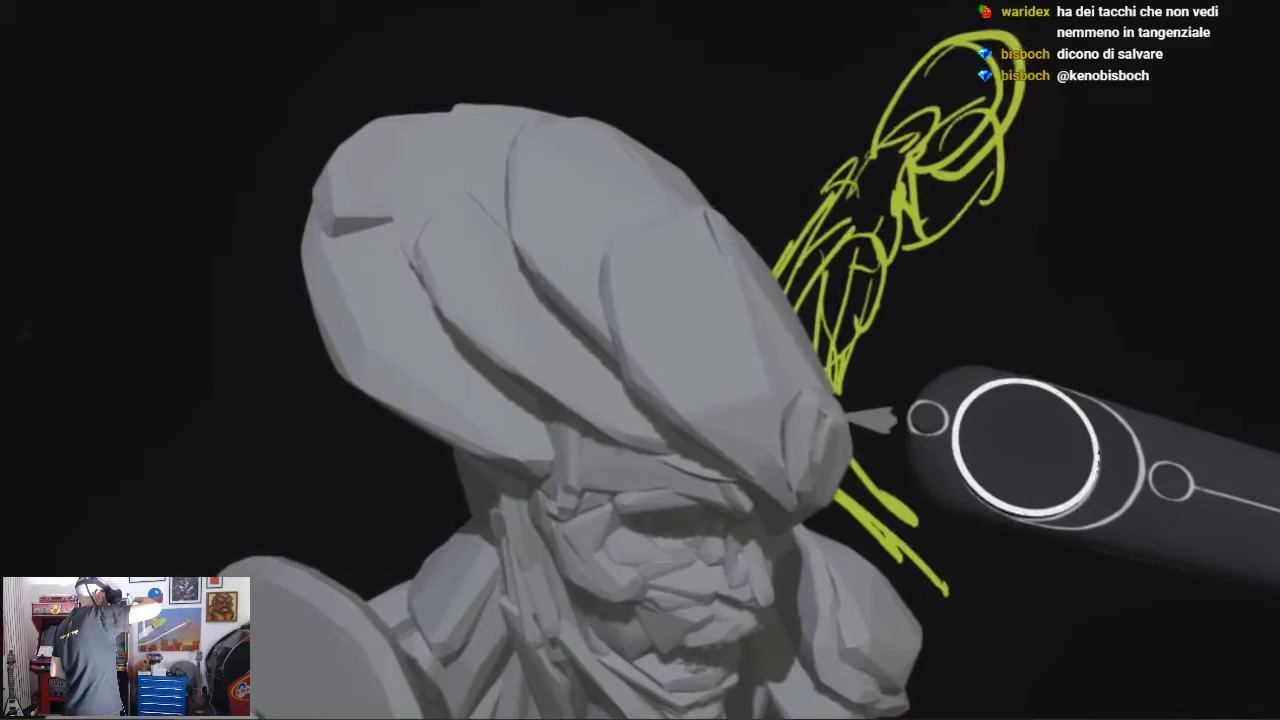 waridex ha dei tacchi che non vedi
nemmeno in tangenziale
bisboch dicono di salvare
bisboch @kenobisboch